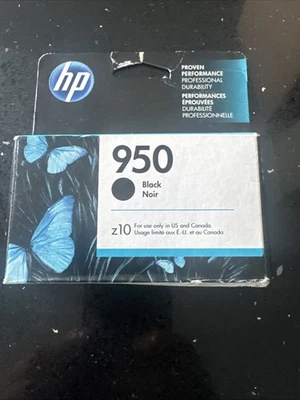 hp
PROVEN
PERFORMANCE
PROFESSIONAL
DURABILITY
PERFORMANCES
ÉPROUVÉES
DURABILITÉ
PROFESSIONNELLE
950
Black
Noir
z10
For use only in US and Canada
Usage limité aux É.-U. et au Canada